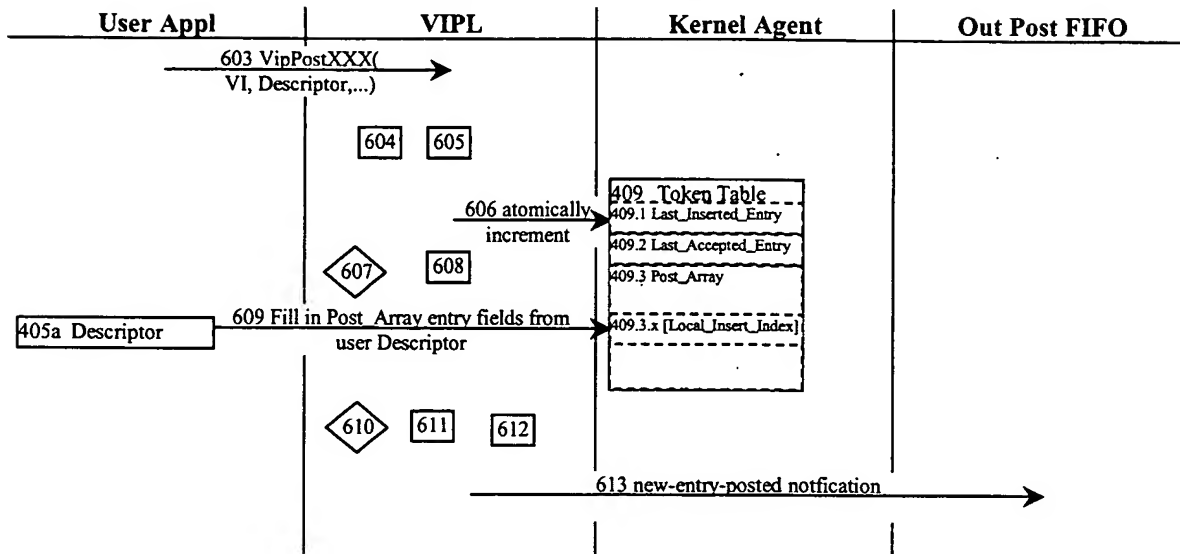 User Appl VIPL Kernel Agent Out Post FIFO
603 VipPostXXX(
VI, Descriptor,...)
604 605
409 Token Table
606 atomically
increment
409.1 Last_Inserted_Entry
409.2 Last_Accepted_Entry
607 608
409.3 Post_Array
405a Descriptor
609 Fill in Post_Array entry fields from
user Descriptor
409.3.x [Local_Insert_Index]
610 611 612
613 new-entry-posted notfication